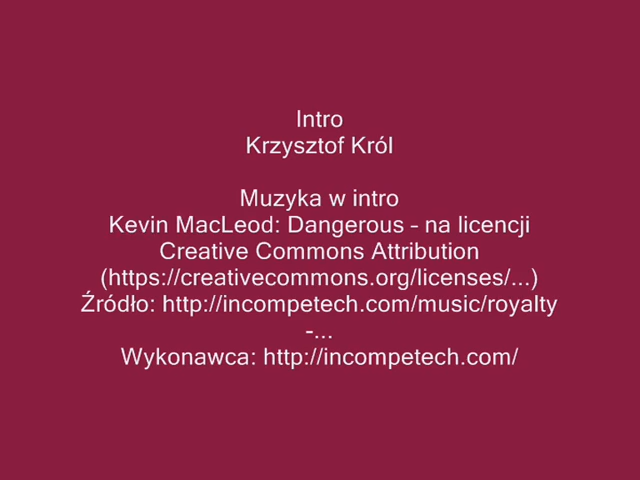 Intro
Krzysztof Król
Muzyka w intro
Kevin MacLeod: Dangerous – na licencji
Creative Commons Attribution
(https://creativecommons.org/licenses/...)
Źródło: http://incompetech.com/music/royalty
-...
Wykonawca: http://incompetech.com/